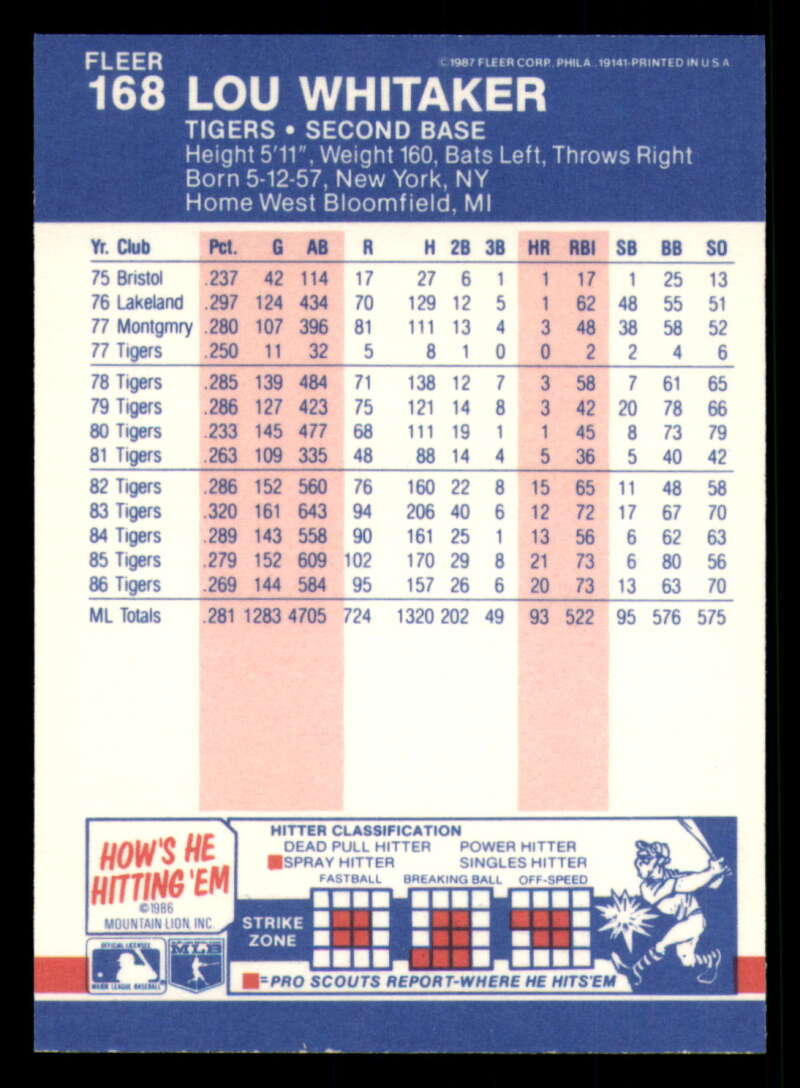 FLEER
© 1987 FLEER CORP., PHILA., 19141-PRINTED IN U S A
168 LOU WHITAKER
TIGERS • SECOND BASE
Height 5'11", Weight 160, Bats Left, Throws Right
Born 5-12-57, New York, NY
Home West Bloomfield, MI
Yr. Club Pct. G AB R H 2B 3B HR RBI SB BB SO
75 Bristol .237 42 114 17 27 6 1 1 17 1 25 13
76 Lakeland .297 124 434 70 129 12 5 1 62 48 55 51
77 Montgmry .280 107 396 81 111 13 4 3 48 38 58 52
77 Tigers .250 11 32 5 8 1 0 0 2 2 4 6
78 Tigers .285 139 484 71 138 12 7 3 58 7 61 65
79 Tigers .286 127 423 75 121 14 8 3 42 20 78 66
80 Tigers .233 145 477 68 111 19 1 1 45 8 73 79
81 Tigers .263 109 335 48 88 14 4 5 36 5 40 42
82 Tigers .286 152 560 76 160 22 8 15 65 11 48 58
83 Tigers .320 161 643 94 206 40 6 12 72 17 67 70
84 Tigers .289 143 558 90 161 25 1 13 56 6 62 63
85 Tigers .279 152 609 102 170 29 8 21 73 6 80 56
86 Tigers .269 144 584 95 157 26 6 20 73 13 63 70
ML Totals .281 1283 4705 724 1320 202 49 93 522 95 576 575
HOW'S HE
HITTING 'EM
©1986
MOUNTAIN LION, INC.
OFFICIAL LICENSEE
MAJOR LEAGUE BASEBALL
MLB
HITTER CLASSIFICATION
DEAD PULL HITTER POWER HITTER
SPRAY HITTER SINGLES HITTER
FASTBALL BREAKING BALL OFF-SPEED
STRIKE
ZONE
=PRO SCOUTS REPORT-WHERE HE HITS'EM